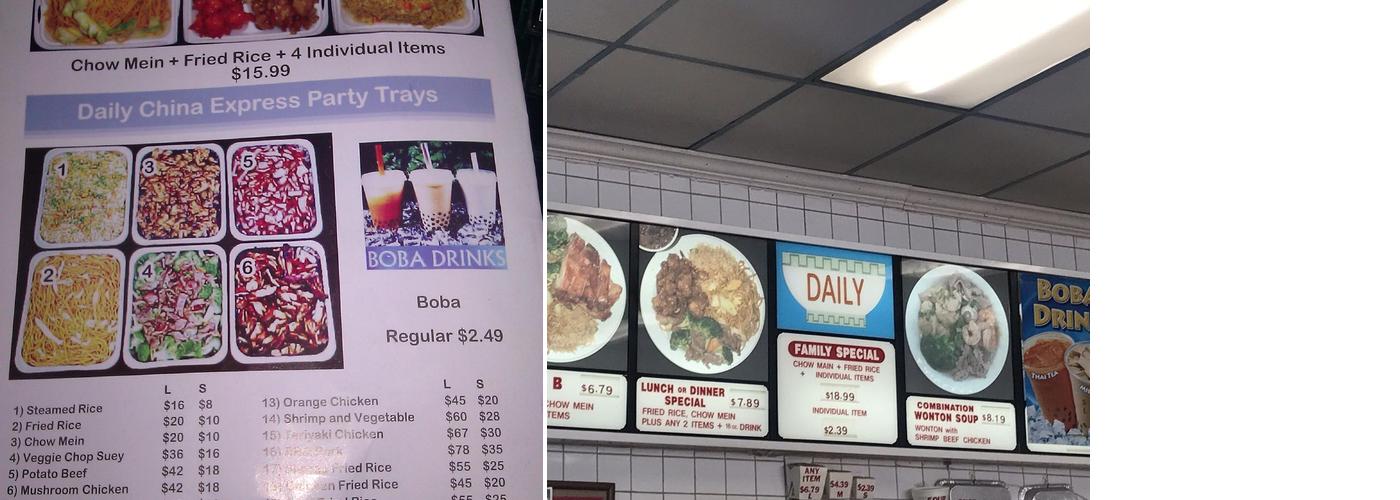 Chow Mein + Fried Rice + 4 Individual Items
$15.99
Daily China Express Party Trays
1
3
5
2
4
6
BOBA DRINKS
Boba
Regular $2.49
L S
1) Steamed Rice $16 $8
2) Fried Rice $20 $10
3) Chow Mein $20 $10
4) Veggie Chop Suey $36 $16
5) Potato Beef $42 $18
6) Mushroom Chicken $42 $18
L S
13) Orange Chicken $45 $20
14) Shrimp and Vegetable $60 $28
15) Teriyaki Chicken $67 $30
16) BBQ Pork $78 $35
17) Fried Rice $55 $25
Fried Rice $45 $20
B $6.79
CHOW MEIN
LUNCH OR DINNER
SPECIAL $7.89
FRIED RICE, CHOW MEIN
PLUS ANY 2 ITEMS + 16 oz. DRINK
DAILY
FAMILY SPECIAL
CHOW MAIN + FRIED RICE
+ INDIVIDUAL ITEMS
$18.99
INDIVIDUAL ITEM
$2.39
COMBINATION
WONTON SOUP $8.19
WONTON with
SHRIMP BEEF CHICKEN
BOBA
DRIN
THAI TEA
ANY
ITEM
$6.79
$4.39
M
$2.39
S